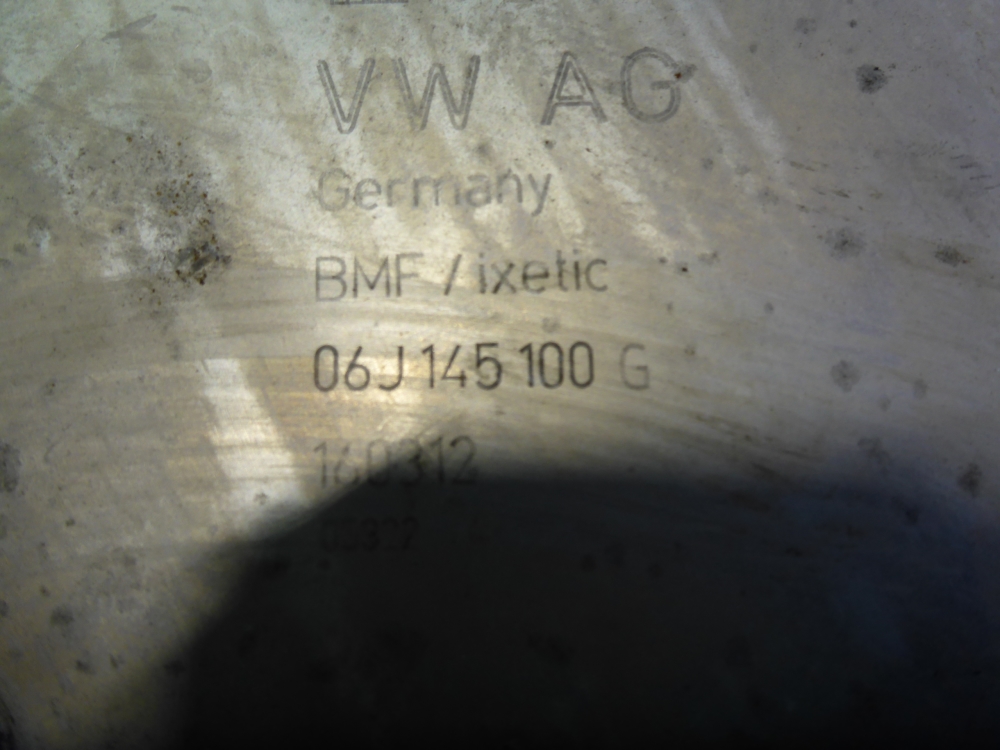 VW AG
Germany
BMF / ixetic
06J 145 100 G
160312